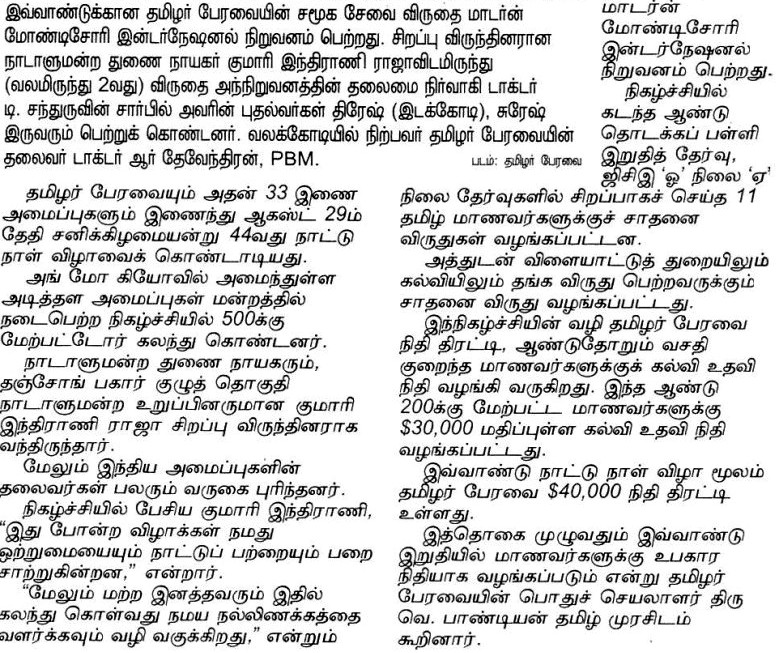 இவ்வாண்டுக்கான தமிழர் பேரவையின் சமூக சேவை விருதை மாடர்ன்
மோண்டிசோரி இன்டர்நேஷனல் நிறுவனம் பெற்றது. சிறப்பு விருந்தினரான
நாடாளுமன்ற துணை நாயகர் குமாரி இந்திராணி ராஜாவிடமிருந்து
(வலமிருந்து 2வது) விருதை அந்நிறுவனத்தின் தலைமை நிர்வாகி டாக்டர்
டி. சந்துருவின் சார்பில் அவரின் புதல்வர்கள் திரேஷ் (இடக்கோடி), சுரேஷ்
இருவரும் பெற்றுக் கொண்டனர். வலக்கோடியில் நிற்பவர் தமிழர் பேரவையின்
தலைவர் டாக்டர் ஆர் தேவேந்திரன், PBM.
படம்: தமிழர் பேரவை
தமிழர் பேரவையும் அதன் 33 இணை
அமைப்புகளும் இணைந்து ஆகஸ்ட் 29ம்
தேதி சனிக்கிழமையன்று 44வது நாட்டு
நாள் விழாவைக் கொண்டாடியது.
அங் மோ கியோவில் அமைந்துள்ள
அடித்தள அமைப்புகள் மன்றத்தில்
நடைபெற்ற நிகழ்ச்சியில் 500க்கு
மேற்பட்டோர் கலந்து கொண்டனர்.
நாடாளுமன்ற துணை நாயகரும்,
தஞ்சோங் பகார் குழுத் தொகுதி
நாடாளுமன்ற உறுப்பினருமான குமாரி
இந்திராணி ராஜா சிறப்பு விருந்தினராக
வந்திருந்தார்.
மேலும் இந்திய அமைப்புகளின்
தலைவர்கள் பலரும் வருகை புரிந்தனர்.
நிகழ்ச்சியில் பேசிய குமாரி இந்திராணி,
“இது போன்ற விழாக்கள் நமது
ஒற்றுமையையும் நாட்டுப் பற்றையும் பறை
சாற்றுகின்றன,” என்றார்.
“மேலும் மற்ற இனத்தவரும் இதில்
கலந்து கொள்வது நமய நல்லிணக்கத்தை
வளர்க்கவும் வழி வகுக்கிறது,” என்றும்
மாடர்ன்
மோண்டிசோரி
இன்டர்நேஷனல்
நிறுவனம் பெற்றது.
நிகழ்ச்சியில்
கடந்த ஆண்டு
தொடக்கப் பள்ளி
இறுதித் தேர்வு,
ஜிசிஇ ‘ஓ’ நிலை ‘ஏ’
நிலை தேர்வுகளில் சிறப்பாகச் செய்த 11
தமிழ் மாணவர்களுக்குச் சாதனை
விருதுகள் வழங்கப்பட்டன.
அத்துடன் விளையாட்டுத் துறையிலும்
கல்வியிலும் தங்க விருது பெற்றவருக்கும்
சாதனை விருது வழங்கப்பட்டது.
இந்நிகழ்ச்சியின் வழி தமிழர் பேரவை
நிதி திரட்டி, ஆண்டுதோறும் வசதி
குறைந்த மாணவர்களுக்குக் கல்வி உதவி
நிதி வழங்கி வருகிறது. இந்த ஆண்டு
200க்கு மேற்பட்ட மாணவர்களுக்கு
$30,000 மதிப்புள்ள கல்வி உதவி நிதி
வழங்கப்பட்டது.
இவ்வாண்டு நாட்டு நாள் விழா மூலம்
தமிழர் பேரவை $40,000 நிதி திரட்டி
உள்ளது.
இத்தொகை முழுவதும் இவ்வாண்டு
இறுதியில் மாணவர்களுக்கு உபகார
நிதியாக வழங்கப்படும் என்று தமிழர்
பேரவையின் பொதுச் செயலாளர் திரு
வெ. பாண்டியன் தமிழ் முரசிடம்
கூறினார்.